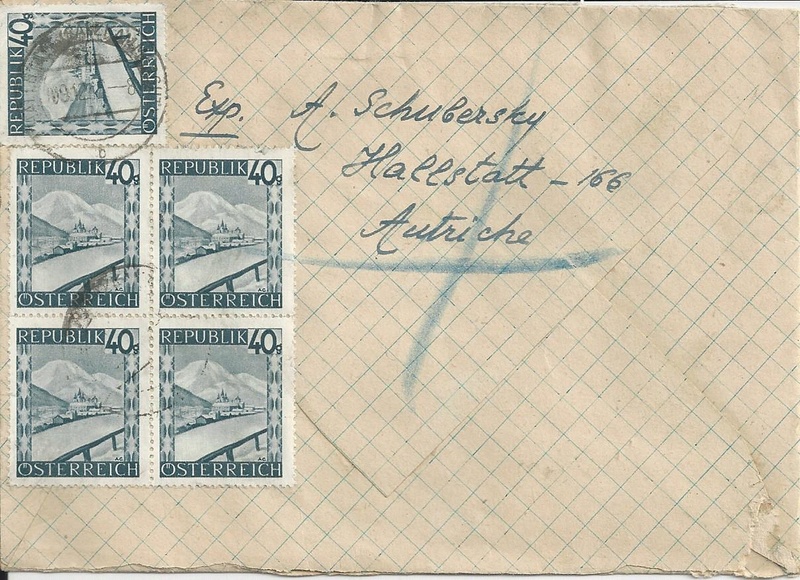 REPUBLIK 40g
ÖSTERREICH
Exp. A. Schubersky
Hallstatt - 166
Autriche
REPUBLIK 40g
ÖSTERREICH
REPUBLIK 40g
ÖSTERREICH
REPUBLIK 40g
ÖSTERREICH
REPUBLIK 40g
ÖSTERREICH